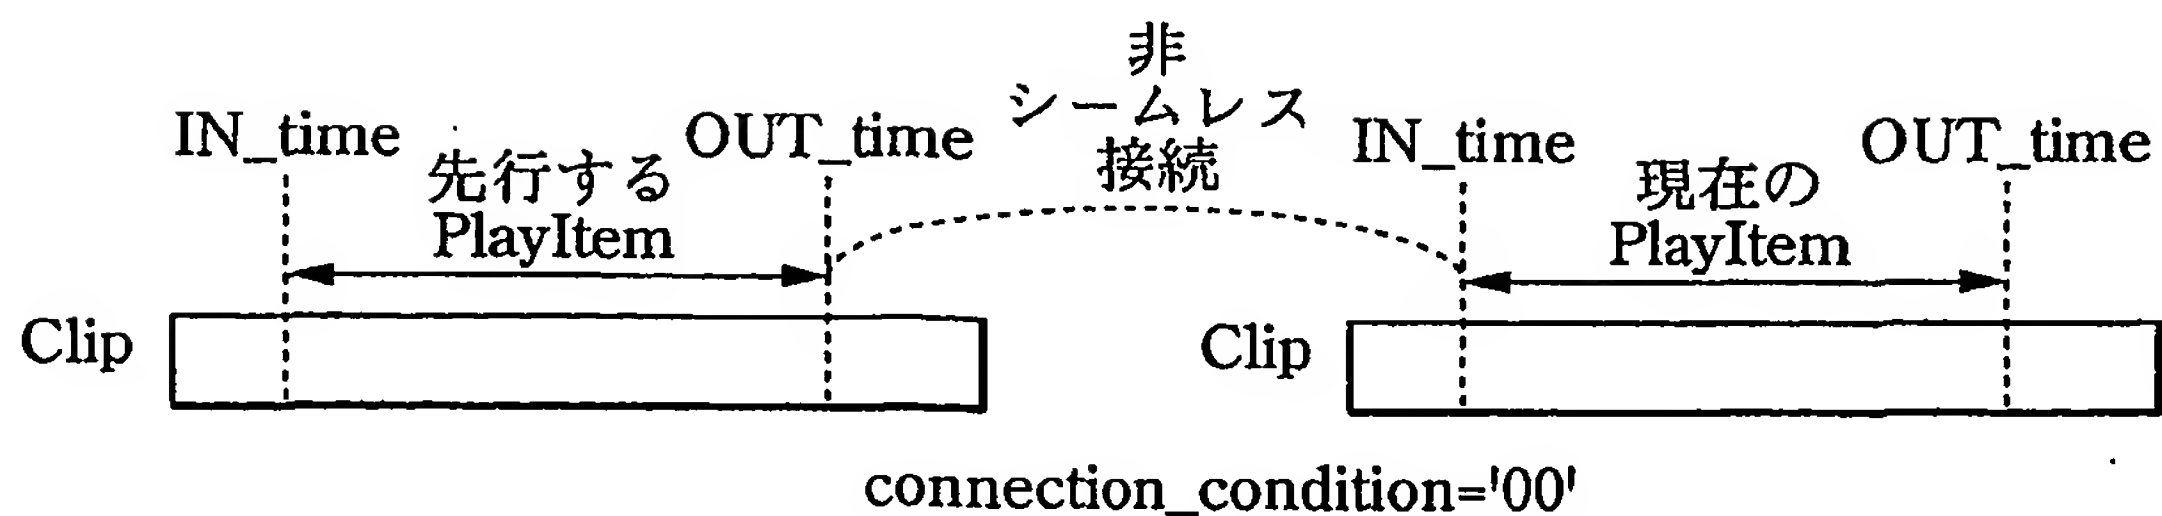 非
シームレス
接続
IN_time
OUT_time
IN_time
OUT_time
先行する
PlayItem
現在の
PlayItem
Clip
Clip
connection_condition='00'